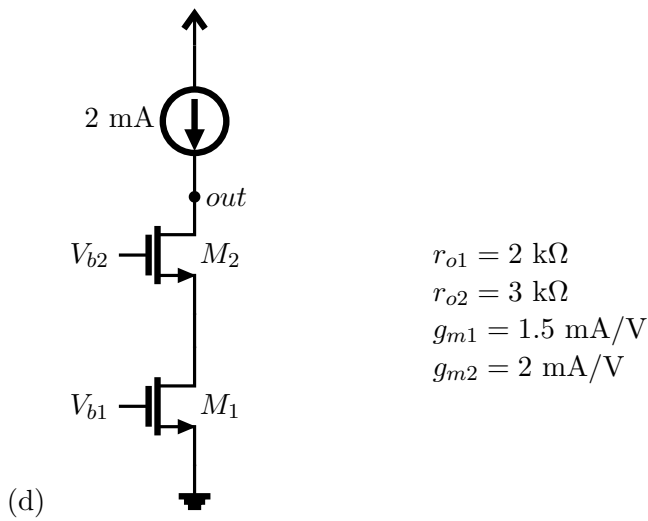 2 mA
out
V_{b2} M_2
r_{o1} = 2 kΩ
r_{o2} = 3 kΩ
g_{m1} = 1.5 mA/V
g_{m2} = 2 mA/V
V_{b1} M_1
(d)